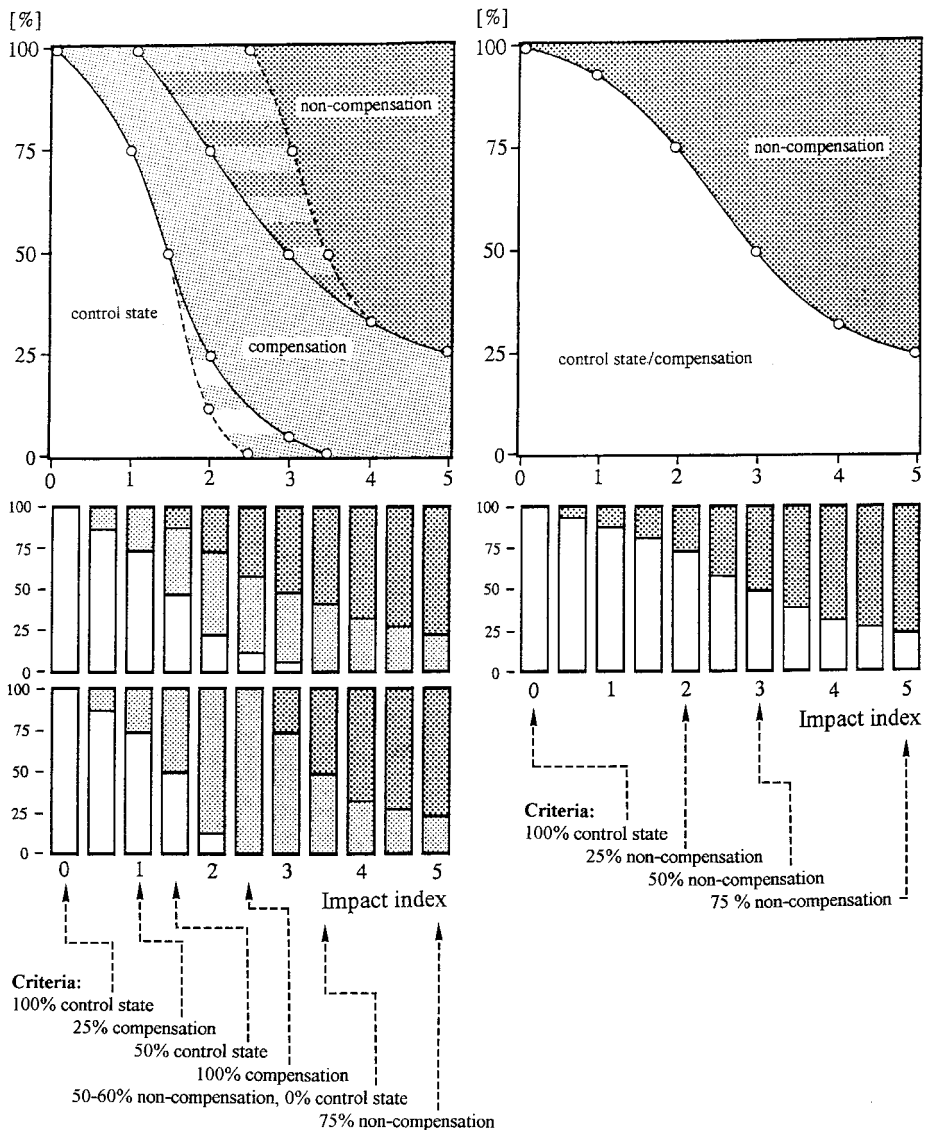 [%]
100
75
50
25
0
non-compensation
control state
compensation
0 1 2 3 4 5
100
75
50
25
0
100
75
50
25
0
0 1 2 3 4 5
Impact index
Criteria:
100% control state
25% compensation
50% control state
100% compensation
50-60% non-compensation, 0% control state
75% non-compensation
[%]
100
75
50
25
0
non-compensation
control state/compensation
0 1 2 3 4 5
100
75
50
25
0
0 1 2 3 4 5
Impact index
Criteria:
100% control state
25% non-compensation
50% non-compensation
75 % non-compensation